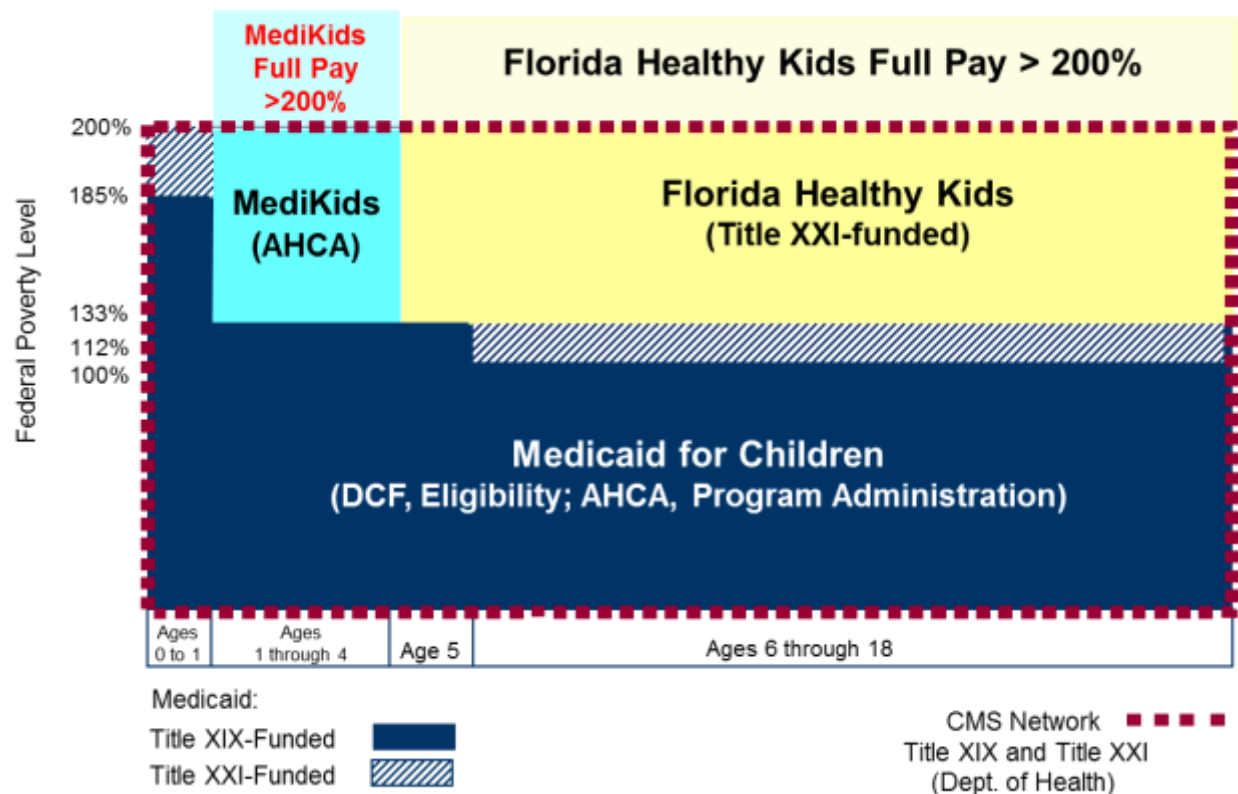 MediKids
Full Pay
>200%
Florida Healthy Kids Full Pay > 200%
200%
185%
133%
112%
100%
Federal Poverty Level
MediKids
(AHCA)
Florida Healthy Kids
(Title XXI-funded)
Medicaid for Children
(DCF, Eligibility; AHCA, Program Administration)
Ages
0 to 1
Ages
1 through 4
Age 5
Ages 6 through 18
Medicaid:
Title XIX-Funded
Title XXI-Funded
CMS Network
Title XIX and Title XXI
(Dept. of Health)